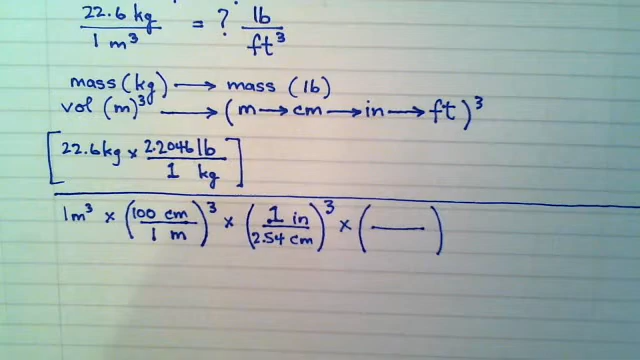 22.6 kg / 1 m³ = ? lb / ft³
mass (kg) → mass (lb)
vol (m)³ → (m → cm → in → ft)³
[22.6 kg × 2.2046 lb / 1 kg]
1m³ × (100 cm / 1 m)³ × (1 in / 2.54 cm)³ × ( — )